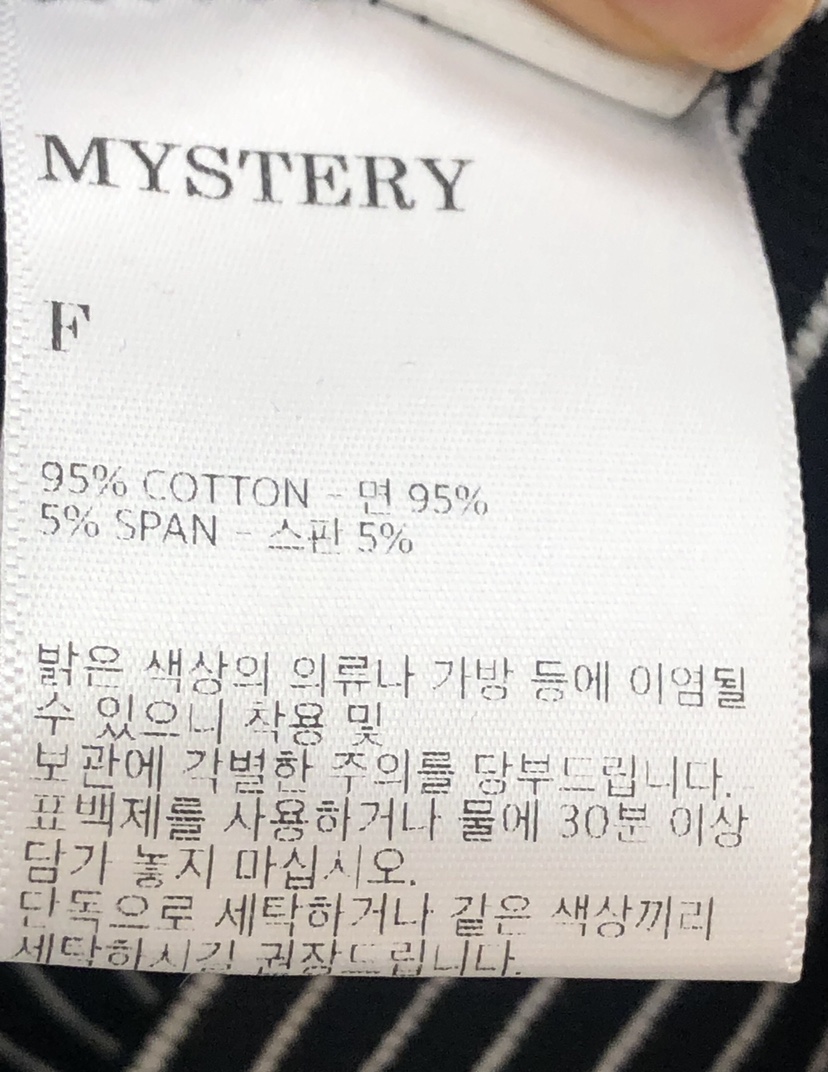 MYSTERY
F
95% COTTON - 면 95%
5% SPAN - 스판 5%
밝은 색상의 의류나 가방 등에 이염될
수 있으니 착용 및
보관에 각별한 주의를 당부드립니다.
표백제를 사용하거나 물에 30분 이상
담가 놓지 마십시오.
단독으로 세탁하거나 같은 색상끼리
세탁하시길 권장드립니다.